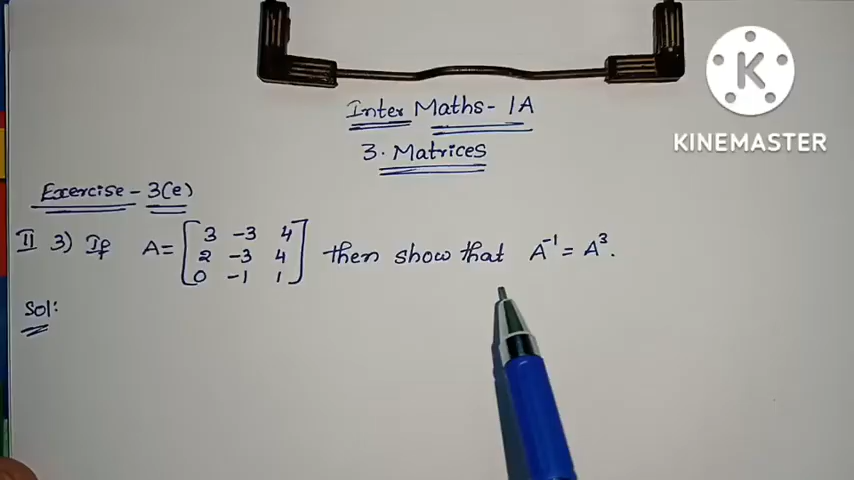 Inter Maths - 1A
3. Matrices
K
KINEMASTER
Exercise - 3(e)
II 3) If A = [3 -3 4
2 -3 4
0 -1 1] then show that A⁻¹ = A³.
Sol: